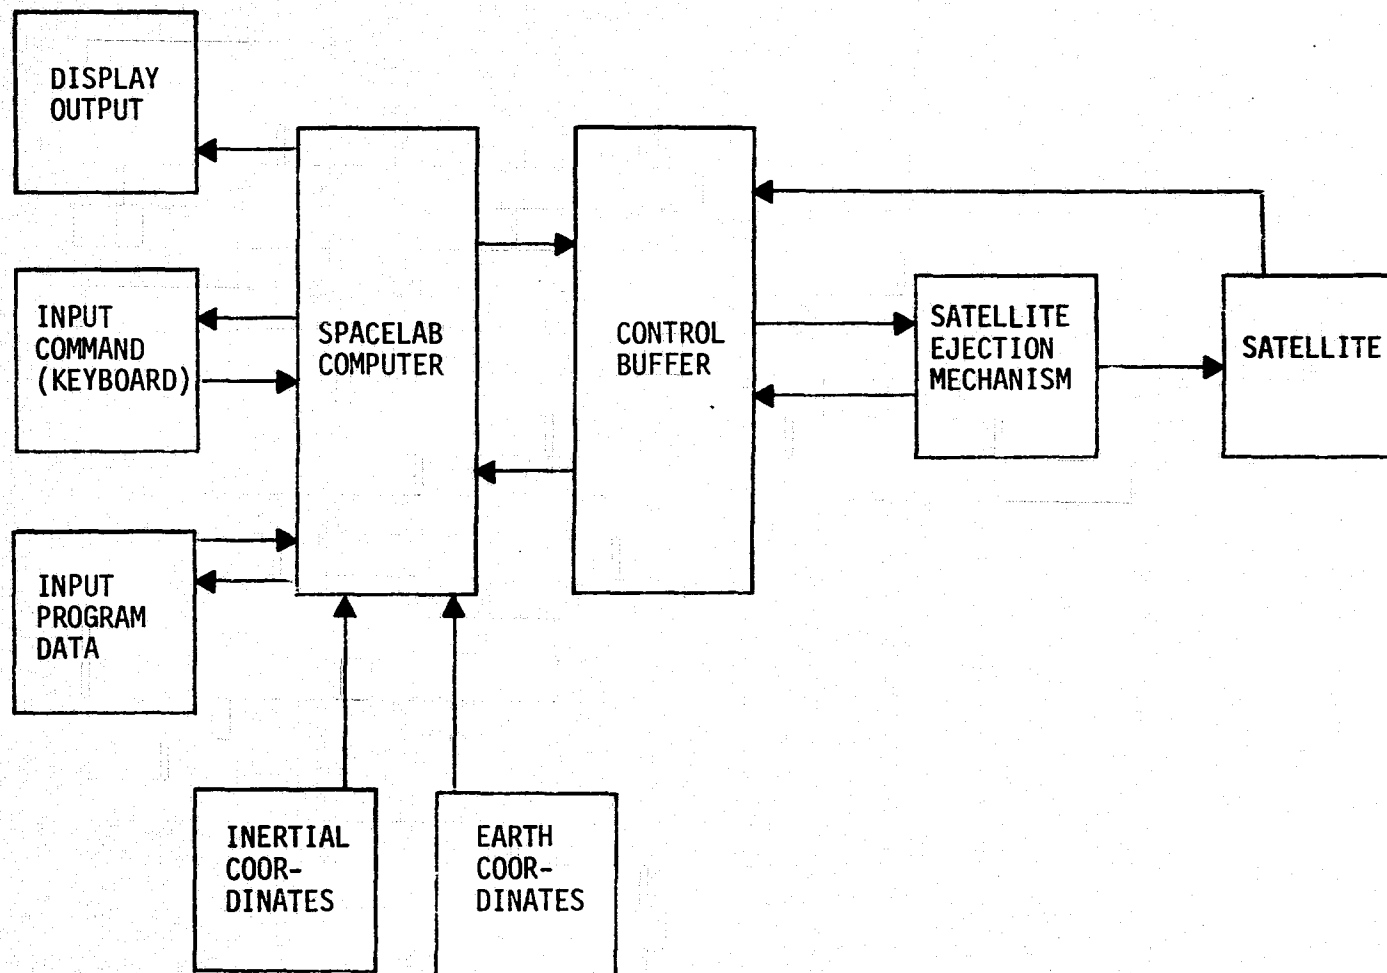 DISPLAY
OUTPUT
INPUT
COMMAND
(KEYBOARD)
SPACELAB
COMPUTER
CONTROL
BUFFER
SATELLITE
EJECTION
MECHANISM
SATELLITE
INPUT
PROGRAM
DATA
INERTIAL
COOR-
DINATES
EARTH
COOR-
DINATES